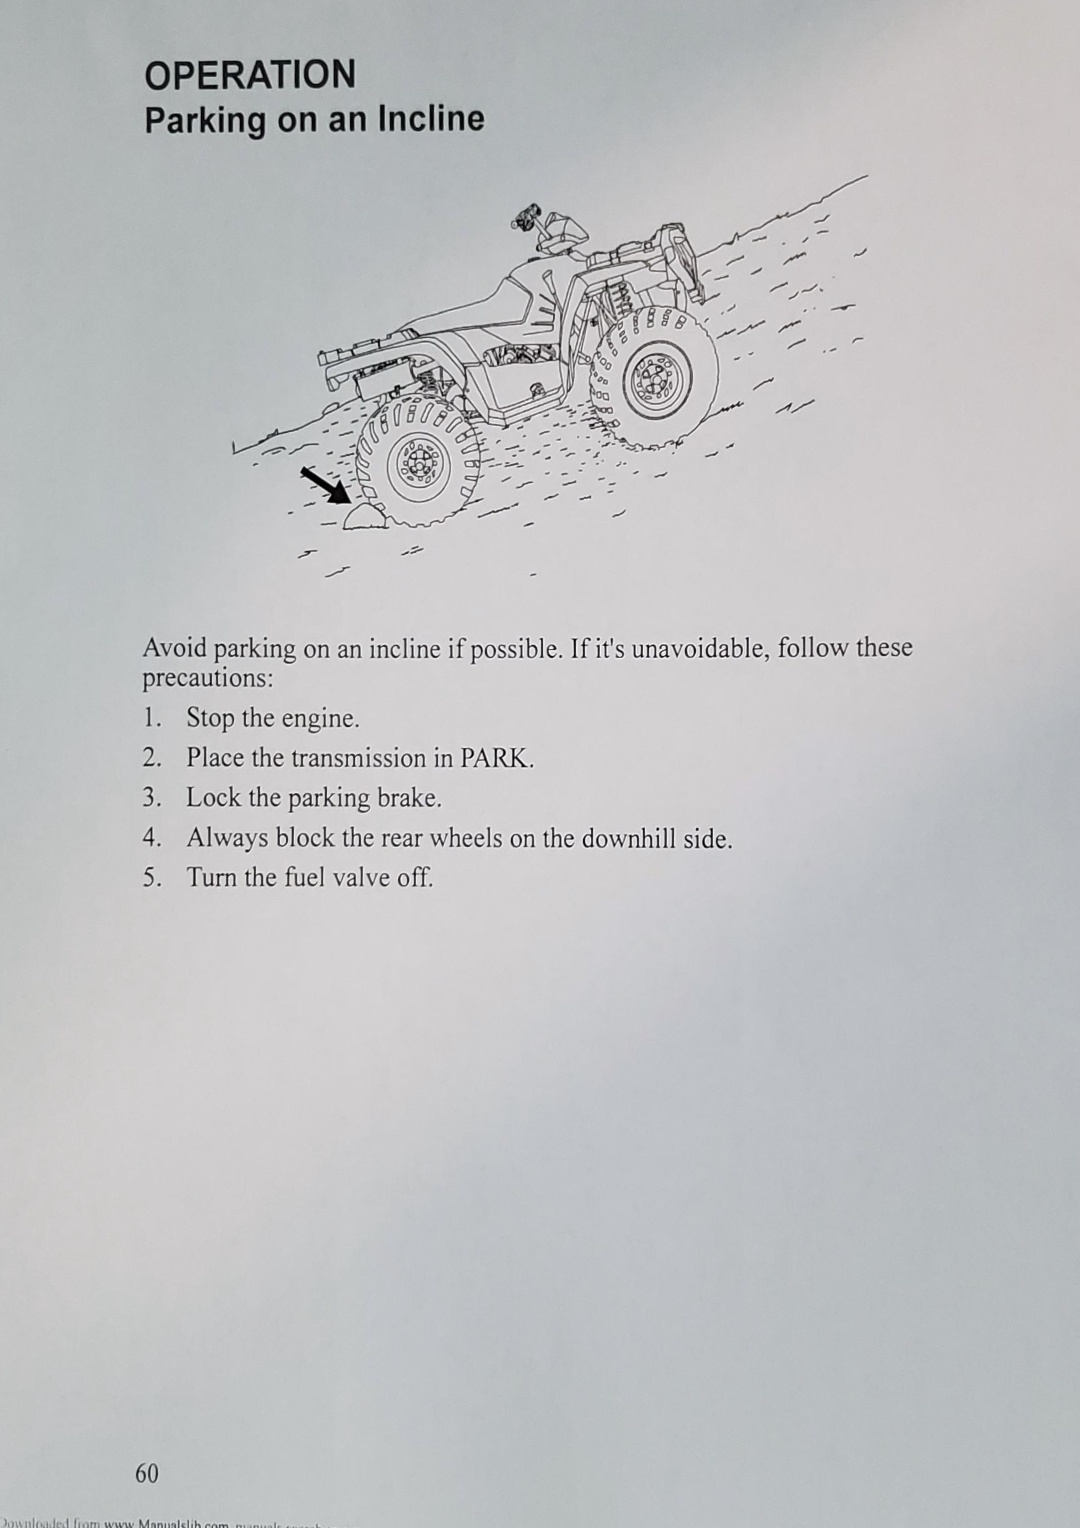 OPERATION
Parking on an Incline
Avoid parking on an incline if possible. If it's unavoidable, follow these
precautions:
1. Stop the engine.
2. Place the transmission in PARK.
3. Lock the parking brake.
4. Always block the rear wheels on the downhill side.
5. Turn the fuel valve off.
60
Downloaded from www.Manualslib.com